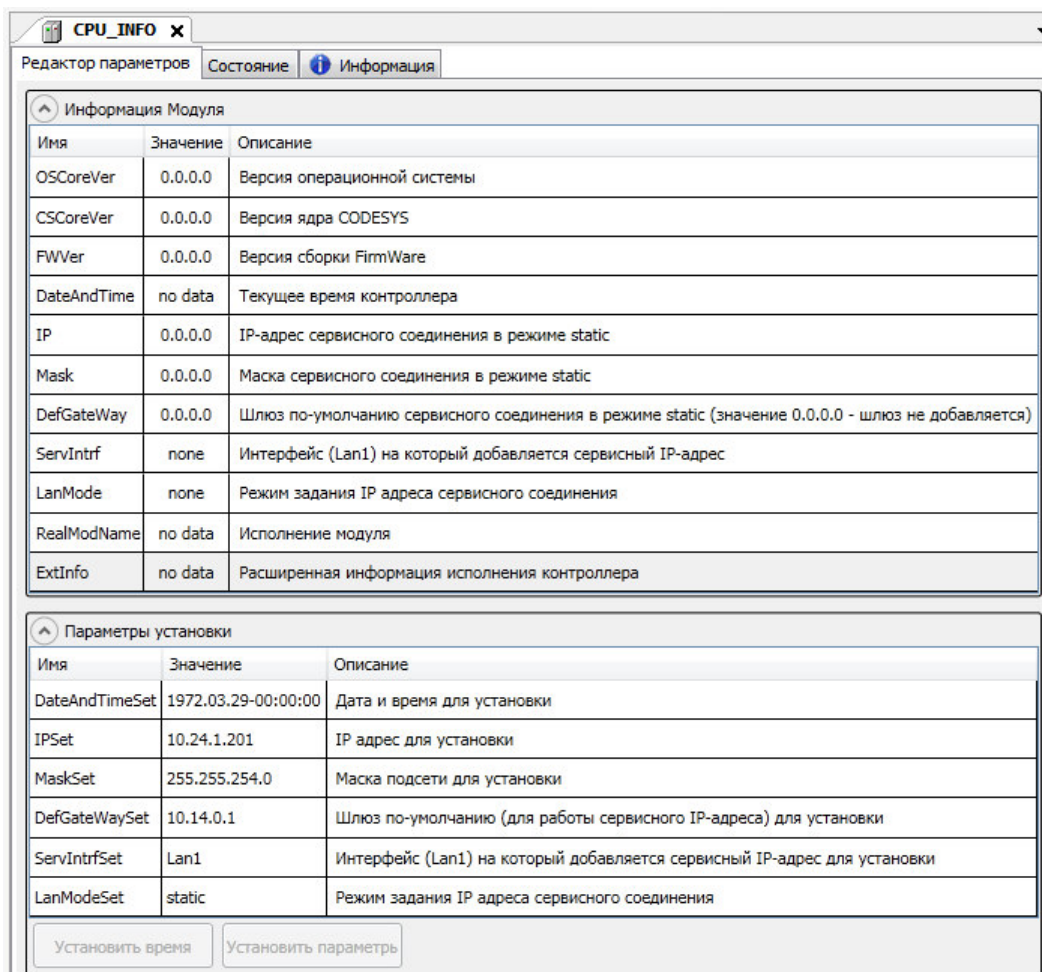 CPU_INFO
Редактор параметров Состояние Информация
Информация Модуля
Имя Значение Описание
OSCoreVer 0.0.0.0 Версия операционной системы
CSCoreVer 0.0.0.0 Версия ядра CODESYS
FWVer 0.0.0.0 Версия сборки FirmWare
DateAndTime no data Текущее время контроллера
IP 0.0.0.0 IP-адрес сервисного соединения в режиме static
Mask 0.0.0.0 Маска сервисного соединения в режиме static
DefGateWay 0.0.0.0 Шлюз по-умолчанию сервисного соединения в режиме static (значение 0.0.0.0 - шлюз не добавляется)
ServIntrf none Интерфейс (Lan1) на который добавляется сервисный IP-адрес
LanMode none Режим задания IP адреса сервисного соединения
RealModName no data Исполнение модуля
ExtInfo no data Расширенная информация исполнения контроллера
Параметры установки
Имя Значение Описание
DateAndTimeSet 1972.03.29-00:00:00 Дата и время для установки
IPSet 10.24.1.201 IP адрес для установки
MaskSet 255.255.254.0 Маска подсети для установки
DefGateWaySet 10.14.0.1 Шлюз по-умолчанию (для работы сервисного IP-адреса) для установки
ServIntrfSet Lan1 Интерфейс (Lan1) на который добавляется сервисный IP-адрес для установки
LanModeSet static Режим задания IP адреса сервисного соединения
Установить время Установить параметры